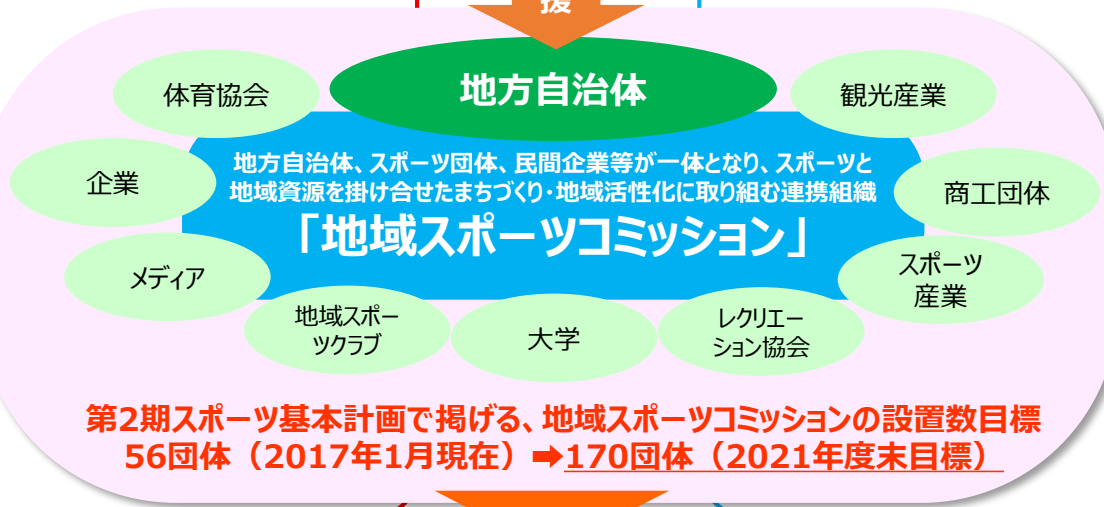 援
地方自治体
体育協会
観光産業
地方自治体、スポーツ団体、民間企業等が一体となり、スポーツと
地域資源を掛け合せたまちづくり・地域活性化に取り組む連携組織
「地域スポーツコミッション」
企業
商工団体
メディア
スポーツ
産業
地域スポー
ツクラブ
大学
レクリエー
ション協会
第2期スポーツ基本計画で掲げる、地域スポーツコミッションの設置数目標
56団体（2017年1月現在）➡170団体（2021年度末目標）